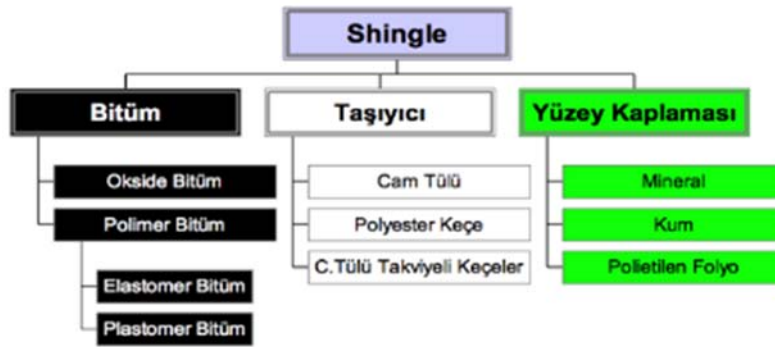 Shingle
Bitüm
Okside Bitüm
Polimer Bitüm
Elastomer Bitüm
Plastomer Bitüm
Taşıyıcı
Cam Tülü
Polyester Keçe
C.Tülü Takviyeli Keçeler
Yüzey Kaplaması
Mineral
Kum
Polietilen Folyo